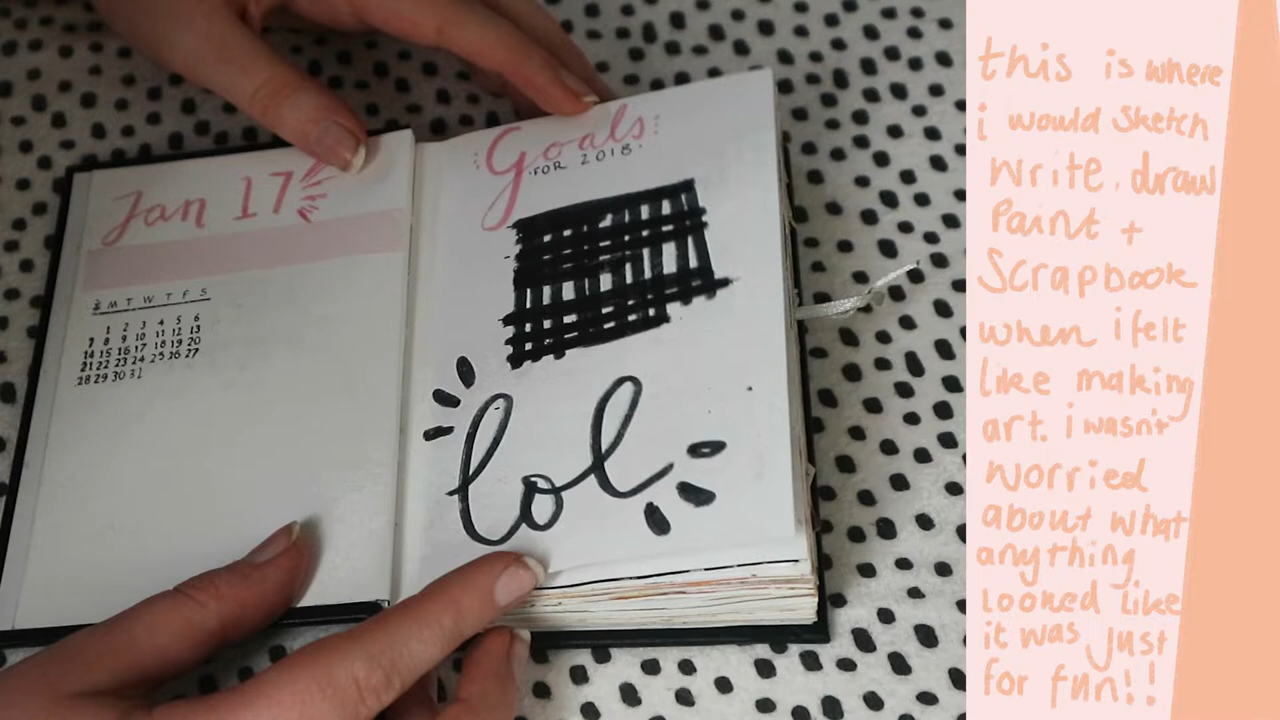 Jan 17
S M T W T F S
1 2 3 4 5 6
7 8 9 10 11 12 13
14 15 16 17 18 19 20
21 22 23 24 25 26 27
28 29 30 31
Goals
FOR 2018.
lol
this is where
i would sketch
write, draw
Paint +
Scrapbook
when i felt
like making
art. i wasn't
worried
about what
anything
looked like
it was just
for fun!!